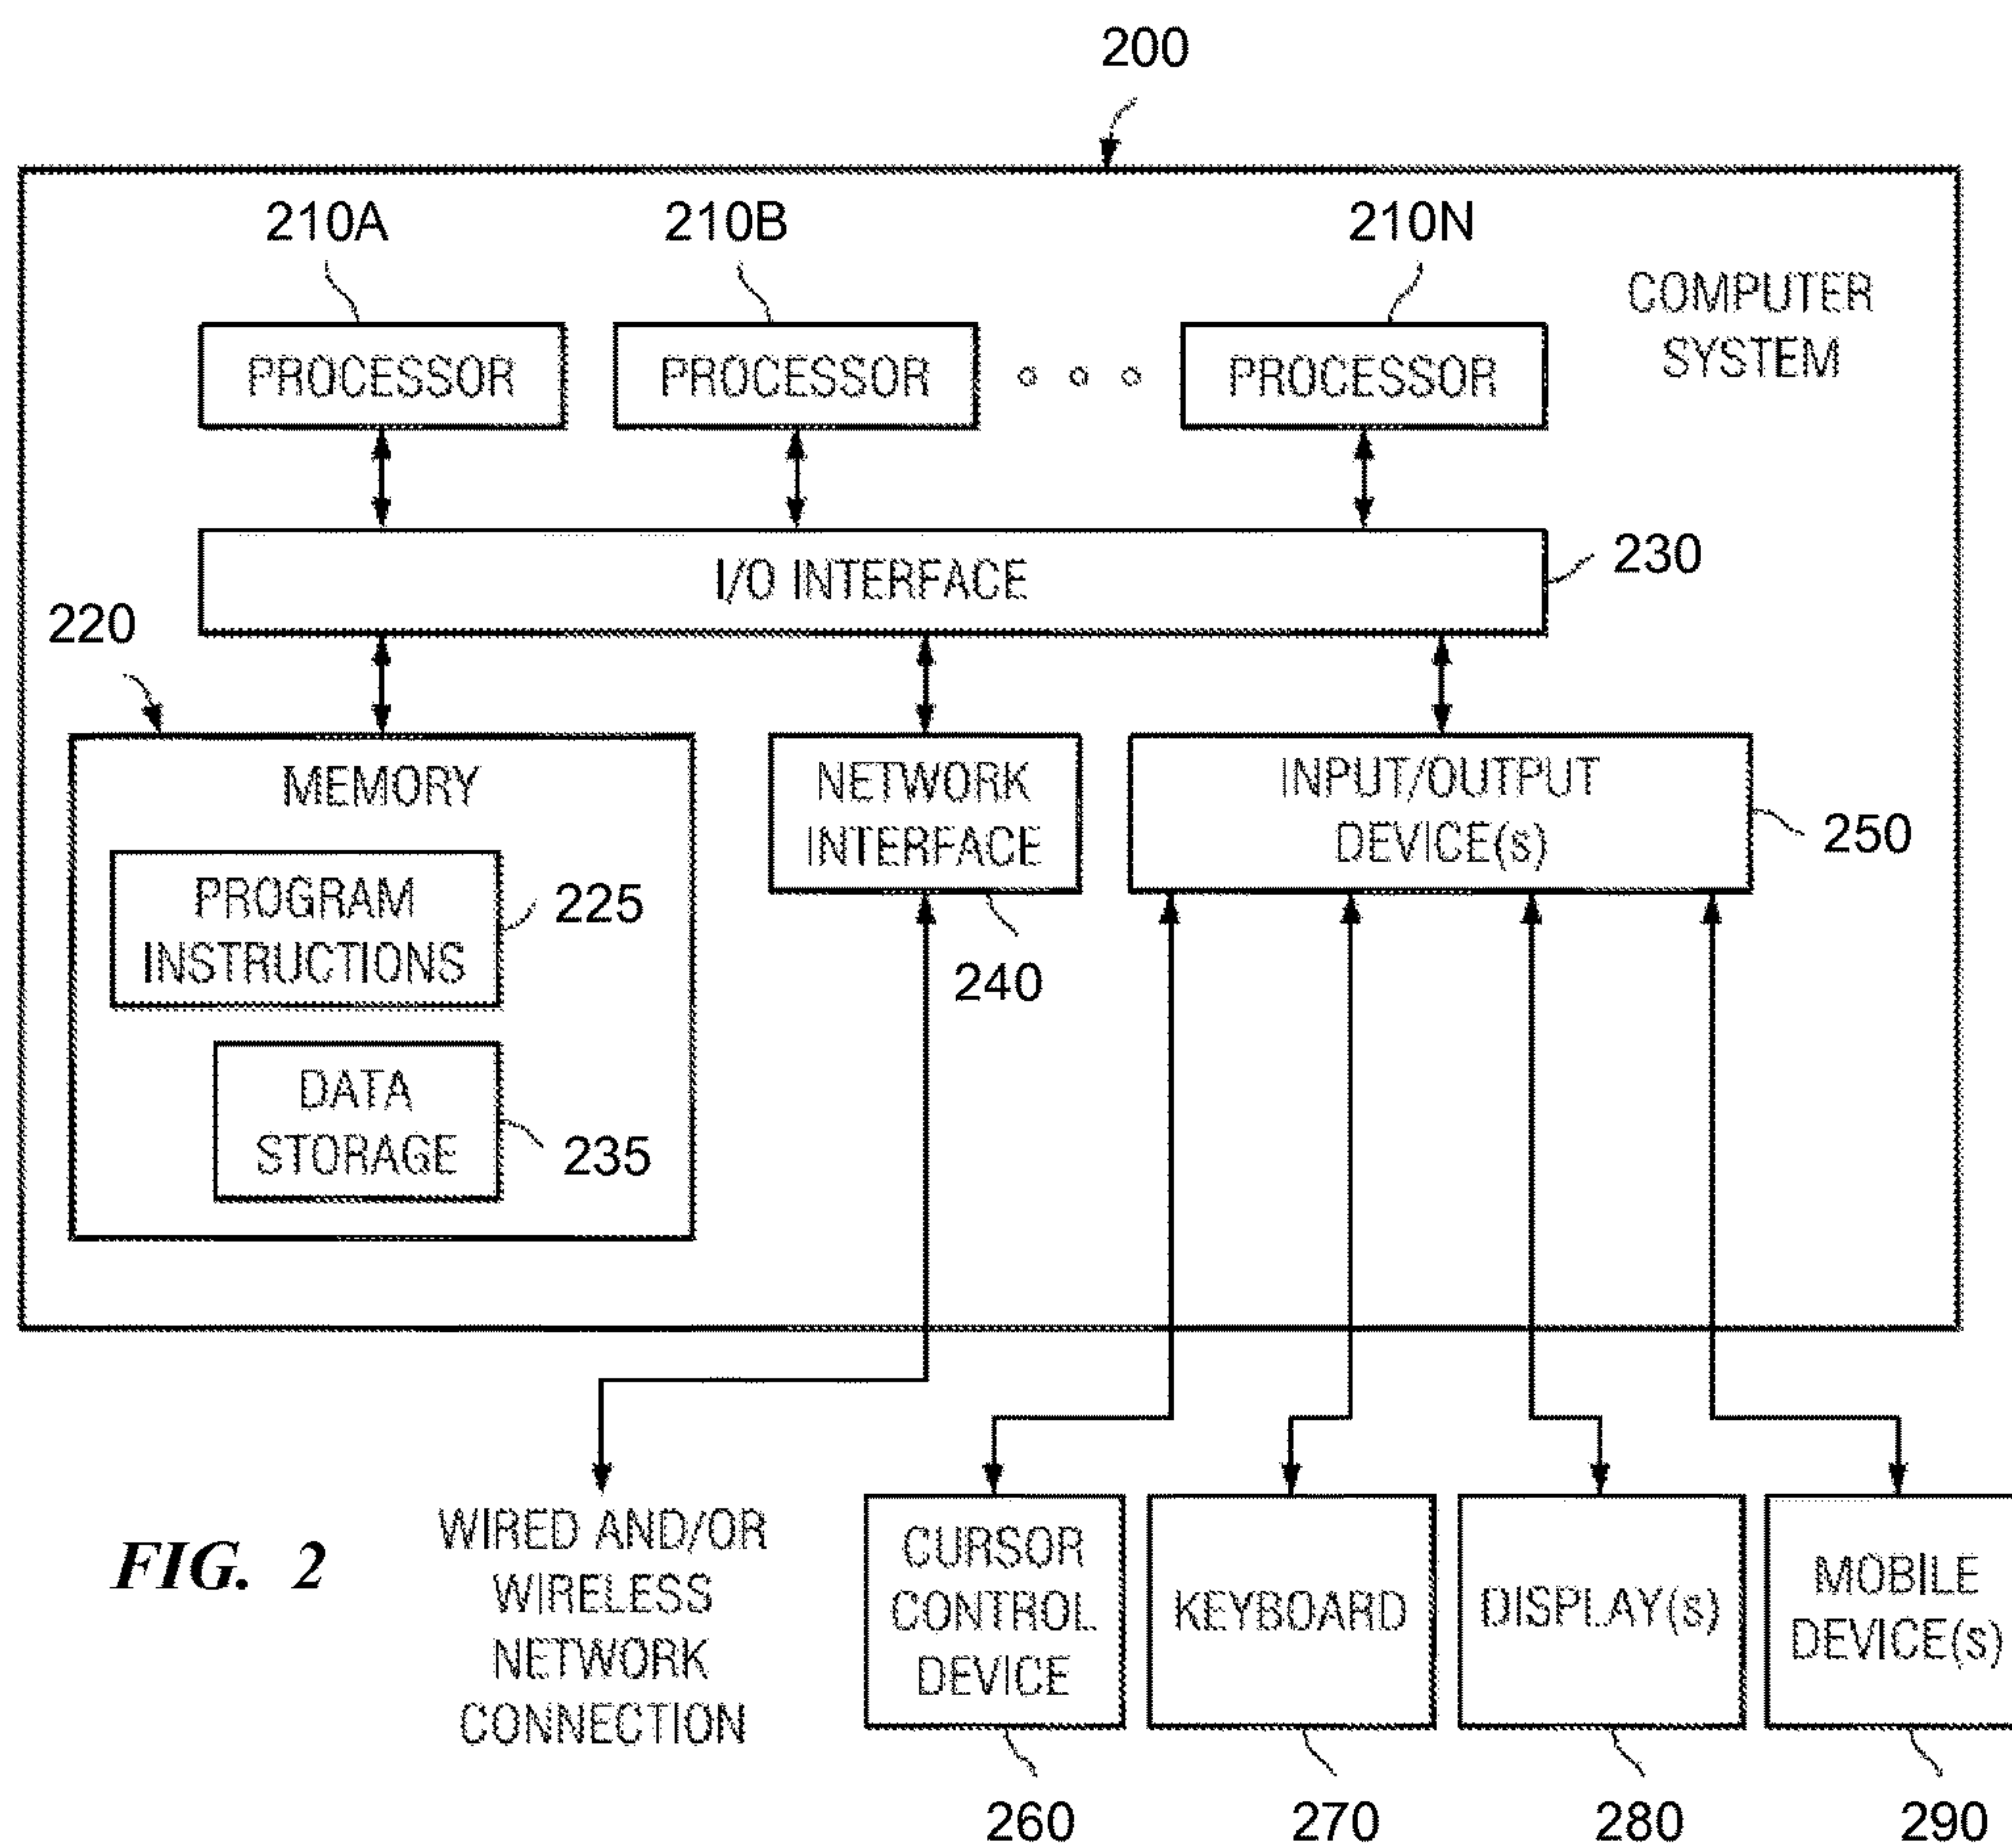 200
210A
210B
210N
COMPUTER
SYSTEM
PROCESSOR
PROCESSOR
PROCESSOR
I/O INTERFACE
230
220
MEMORY
PROGRAM
INSTRUCTIONS
225
DATA
STORAGE
235
NETWORK
INTERFACE
240
INPUT/OUTPUT
DEVICE(s)
250
WIRED AND/OR
WIRELESS
NETWORK
CONNECTION
CURSOR
CONTROL
DEVICE
KEYBOARD
DISPLAY(s)
MOBILE
DEVICE(s)
260
270
280
290
FIG. 2